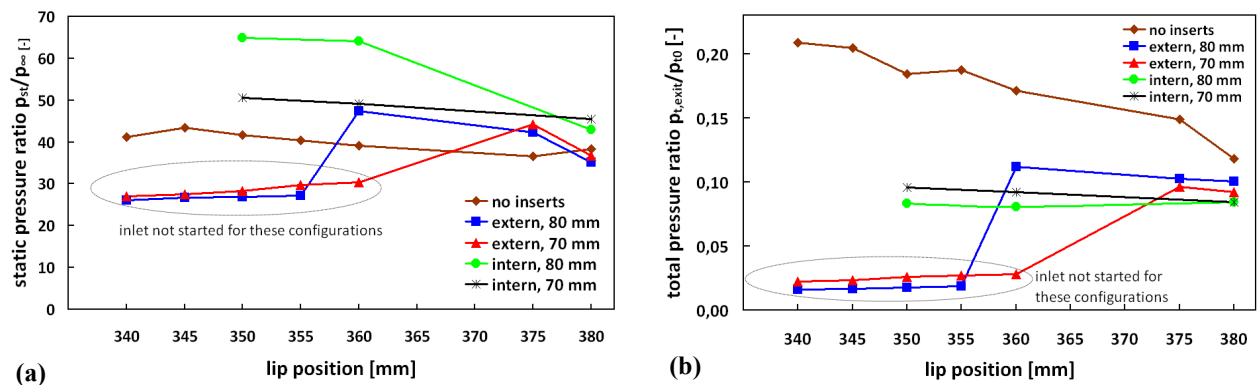 70
60
50
40
30
20
10
0
static pressure ratio pst/p∞ [-]
inlet not started for these configurations
no inserts
extern, 80 mm
extern, 70 mm
intern, 80 mm
intern, 70 mm
340 345 350 355 360 365 370 375 380
lip position [mm]
(a)
0,20
0,15
0,10
0,05
0,00
total pressure ratio pt,exit/pt0 [-]
no inserts
extern, 80 mm
extern, 70 mm
intern, 80 mm
intern, 70 mm
inlet not started for
these configurations
340 345 350 355 360 365 370 375 380
lip position [mm]
(b)